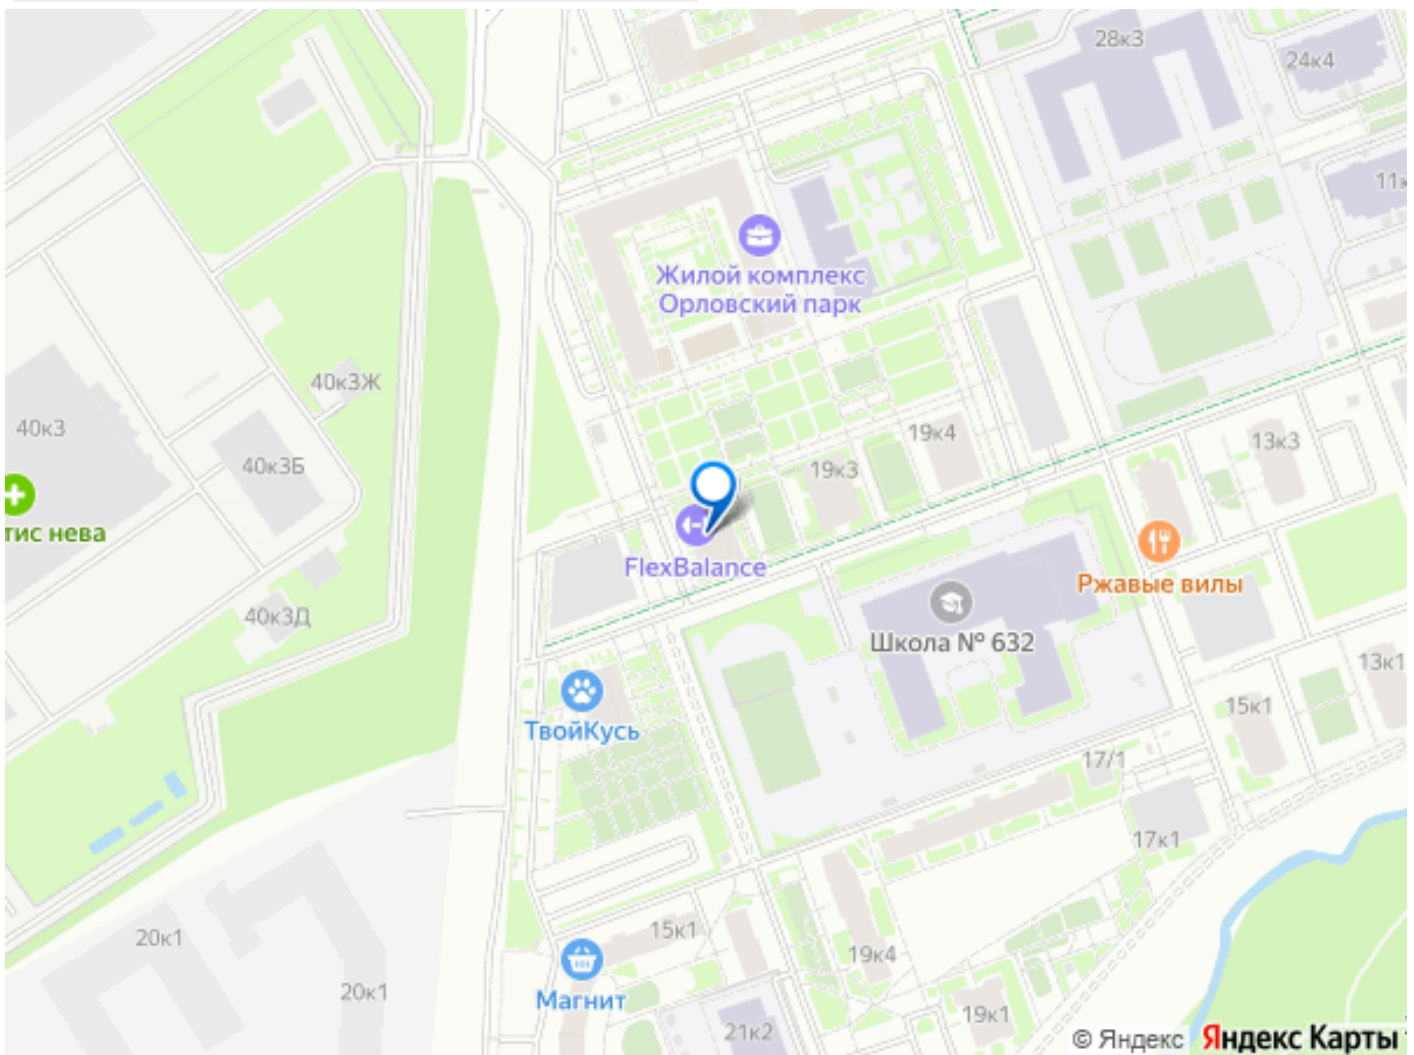 28к3
24к4
11к
Жилой комплекс
Орловский парк
40к3Ж
40к3
40к3Б
19к4
13к3
19к3
тис нева
FlexBalance
Ржавые вилы
40к3Д
Школа № 632
13к1
15к1
ТвойКусь
17/1
17к1
15к1
20к1
19к4
20к1
Магнит
19к1
21к2
© Яндекс Яндекс Карты